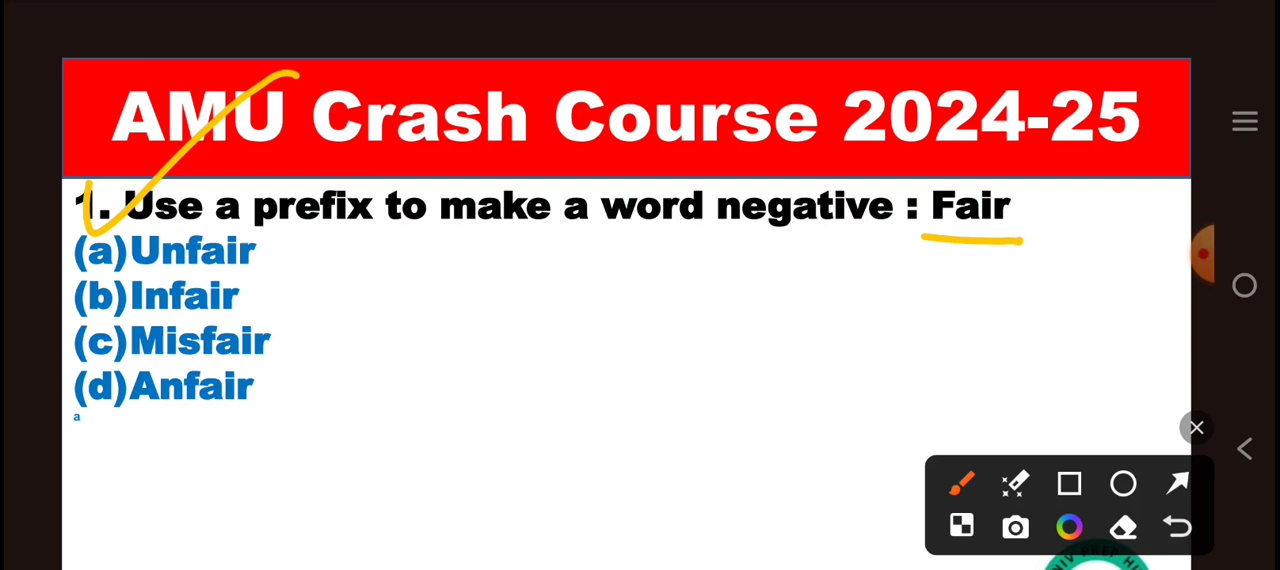 AMU Crash Course 2024-25
1. Use a prefix to make a word negative : Fair
(a)Unfair
(b)Infair
(c)Misfair
(d)Anfair
a